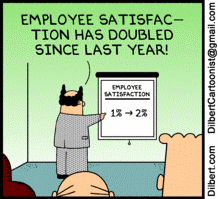 EMPLOYEE SATISFAC-
TION HAS DOUBLED
SINCE LAST YEAR!
EMPLOYEE
SATISFACTION
1% → 2%
Dilbert.com DilbertCartoonist@gmail.com